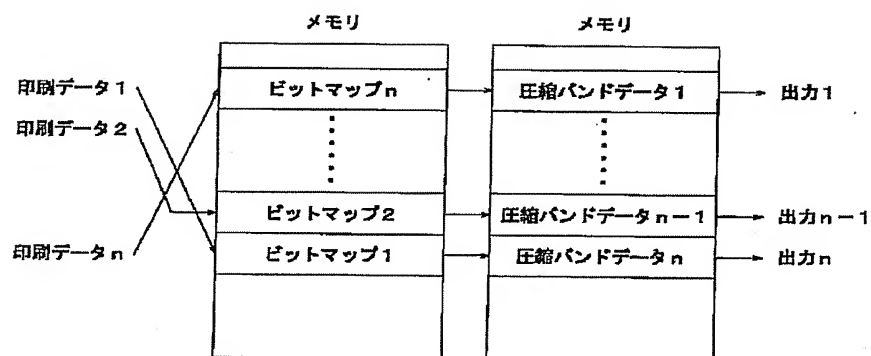 メモリ メモリ
印刷データ1 ビットマップn 圧縮バンドデータ1 出力1
印刷データ2
ビットマップ2 圧縮バンドデータn-1 出力n-1
印刷データn ビットマップ1 圧縮バンドデータn 出力n